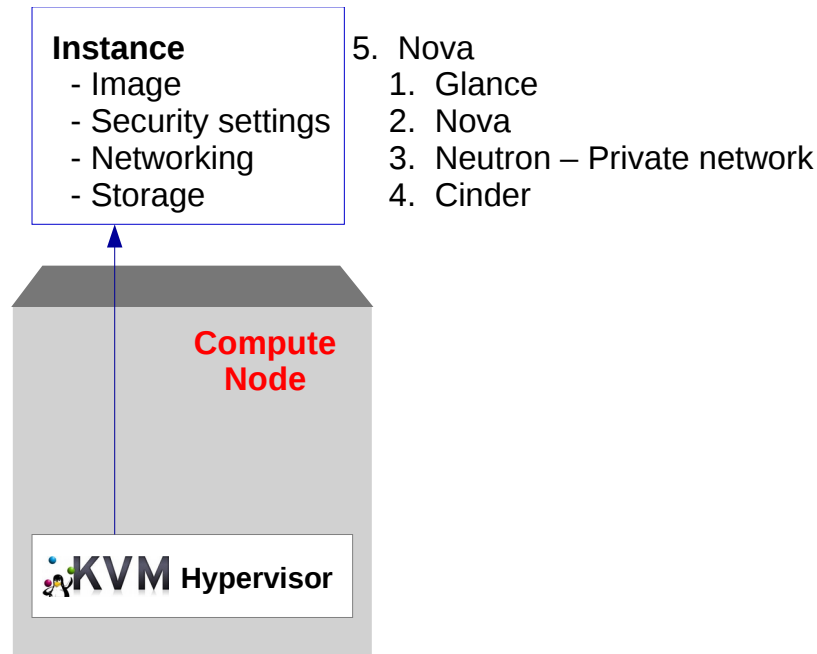 Instance 5. Nova
- Image 1. Glance
- Security settings 2. Nova
- Networking 3. Neutron – Private network
- Storage 4. Cinder
Compute
Node
KVM Hypervisor